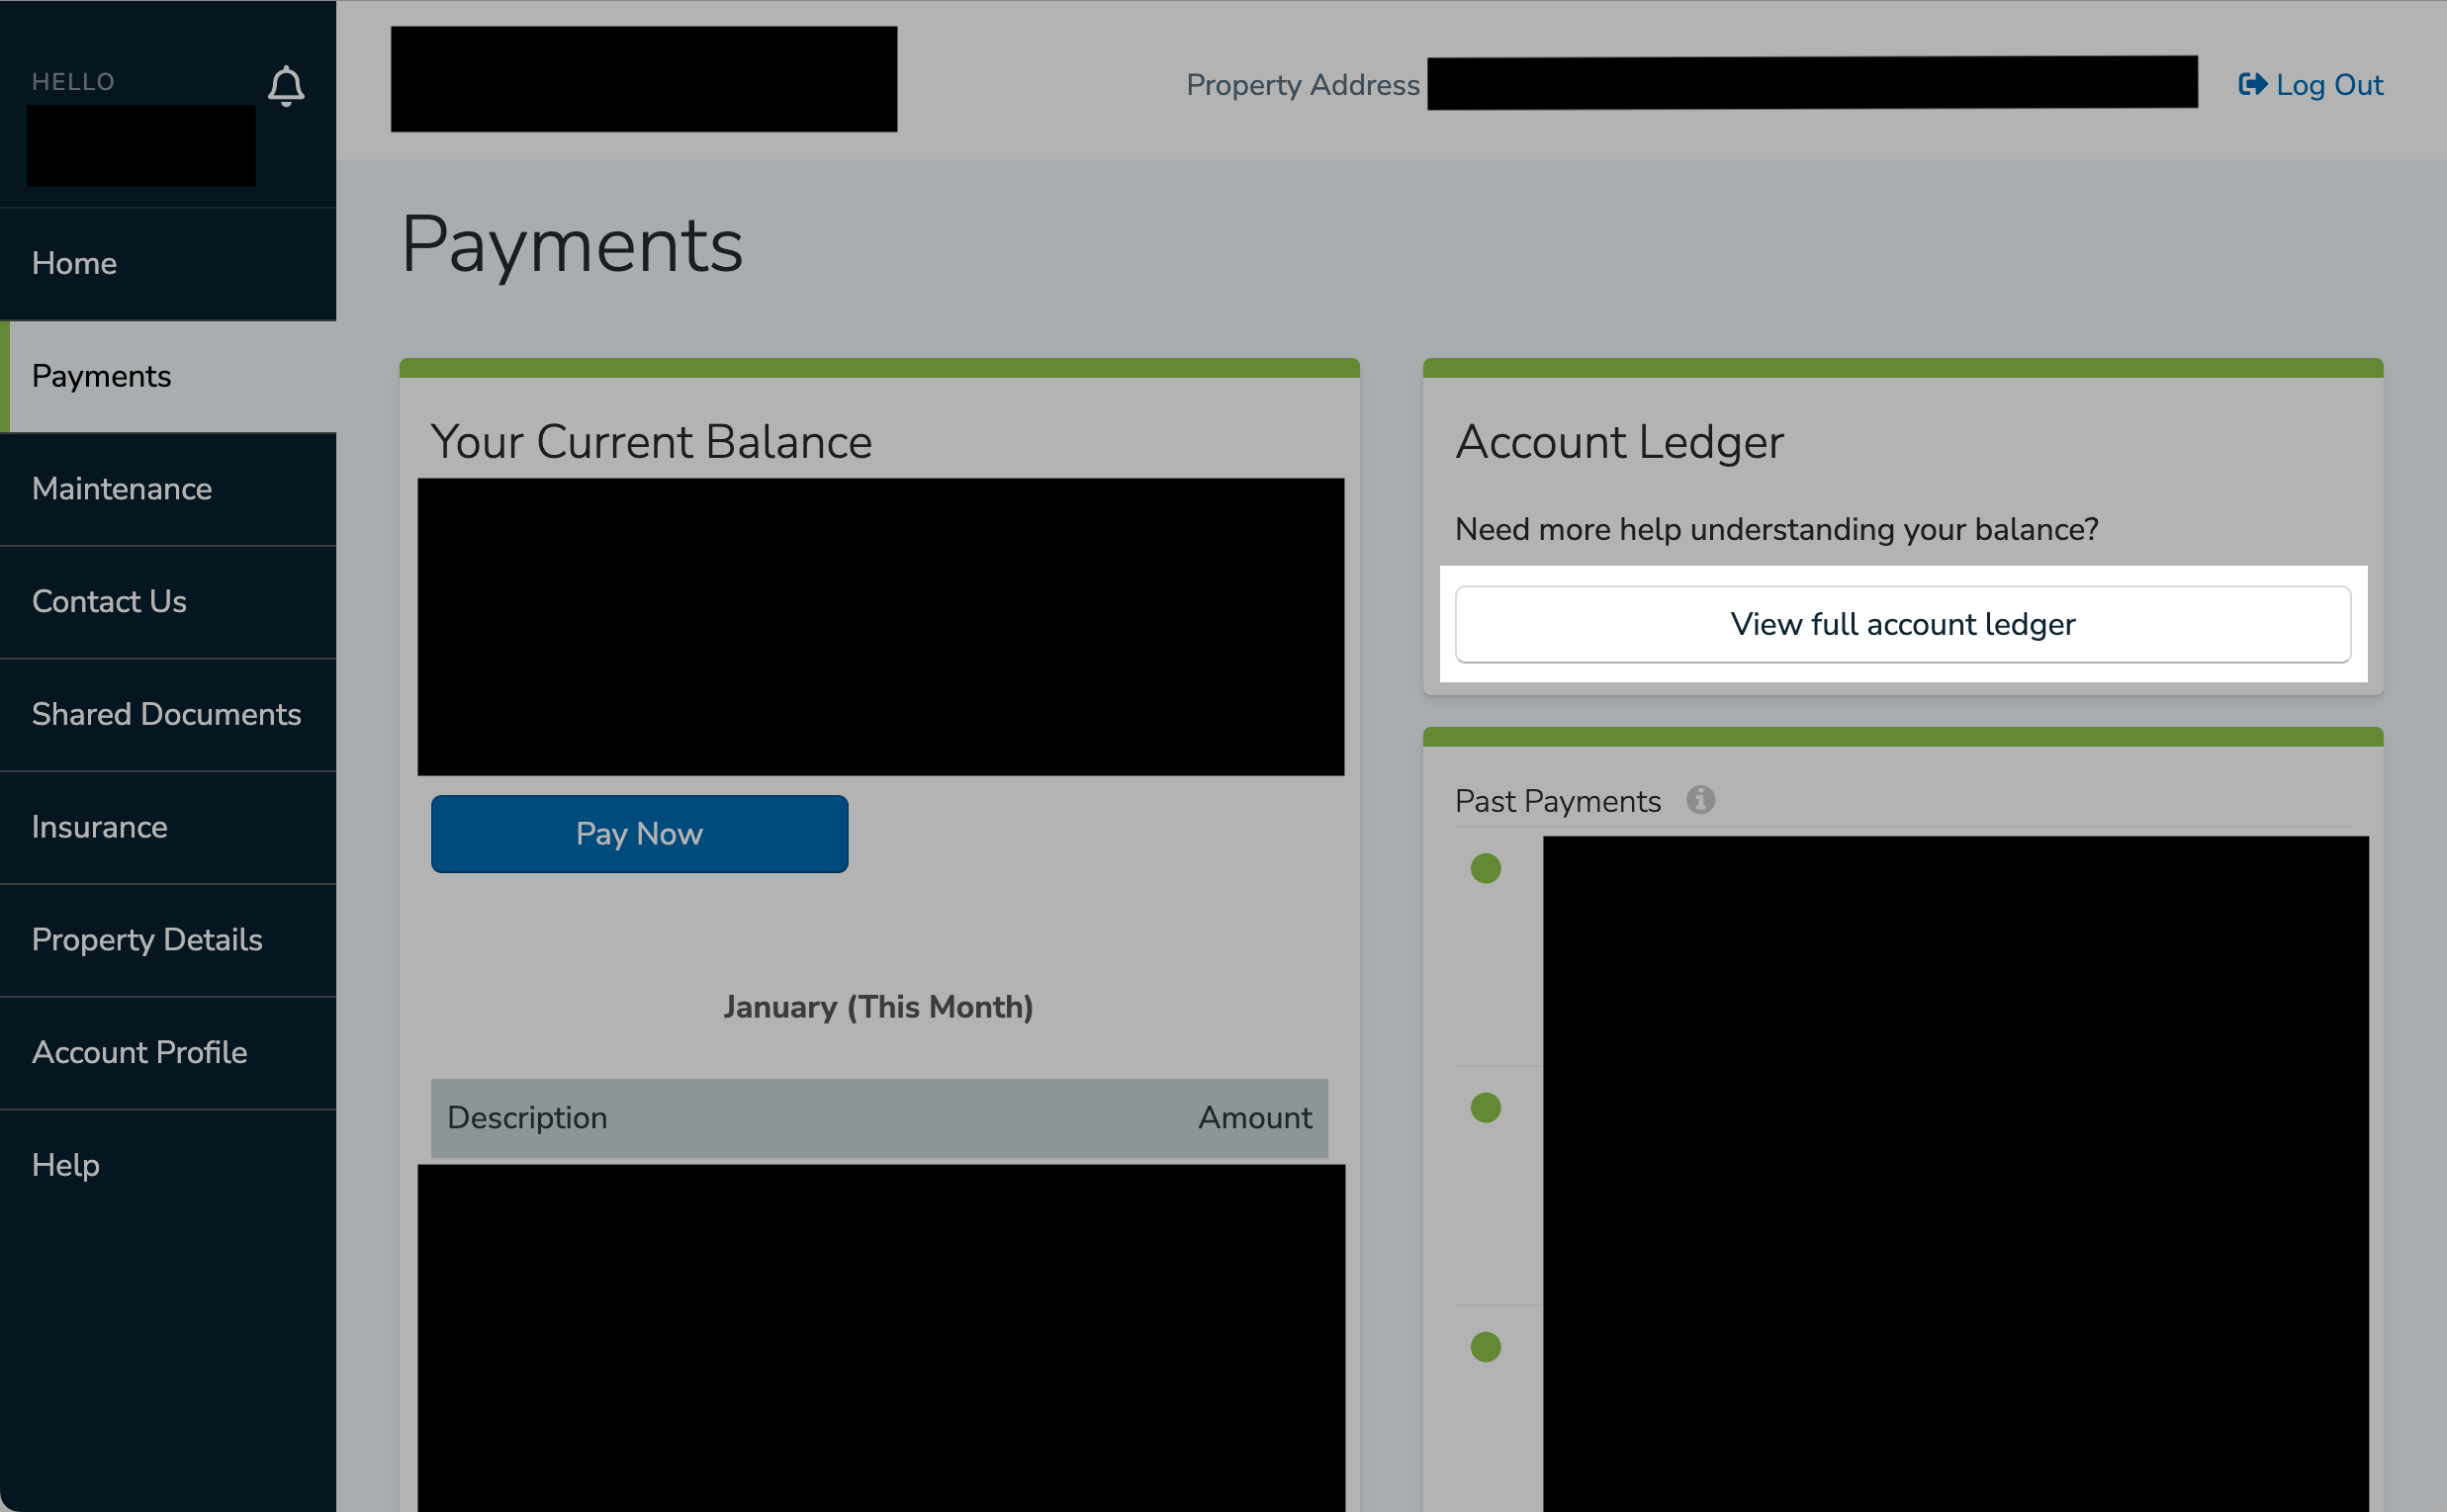 HELLO
Property Address
Log Out
Home
Payments
Maintenance
Contact Us
Shared Documents
Insurance
Property Details
Account Profile
Help
Payments
Your Current Balance
Pay Now
January (This Month)
Description Amount
Account Ledger
Need more help understanding your balance?
View full account ledger
Past Payments